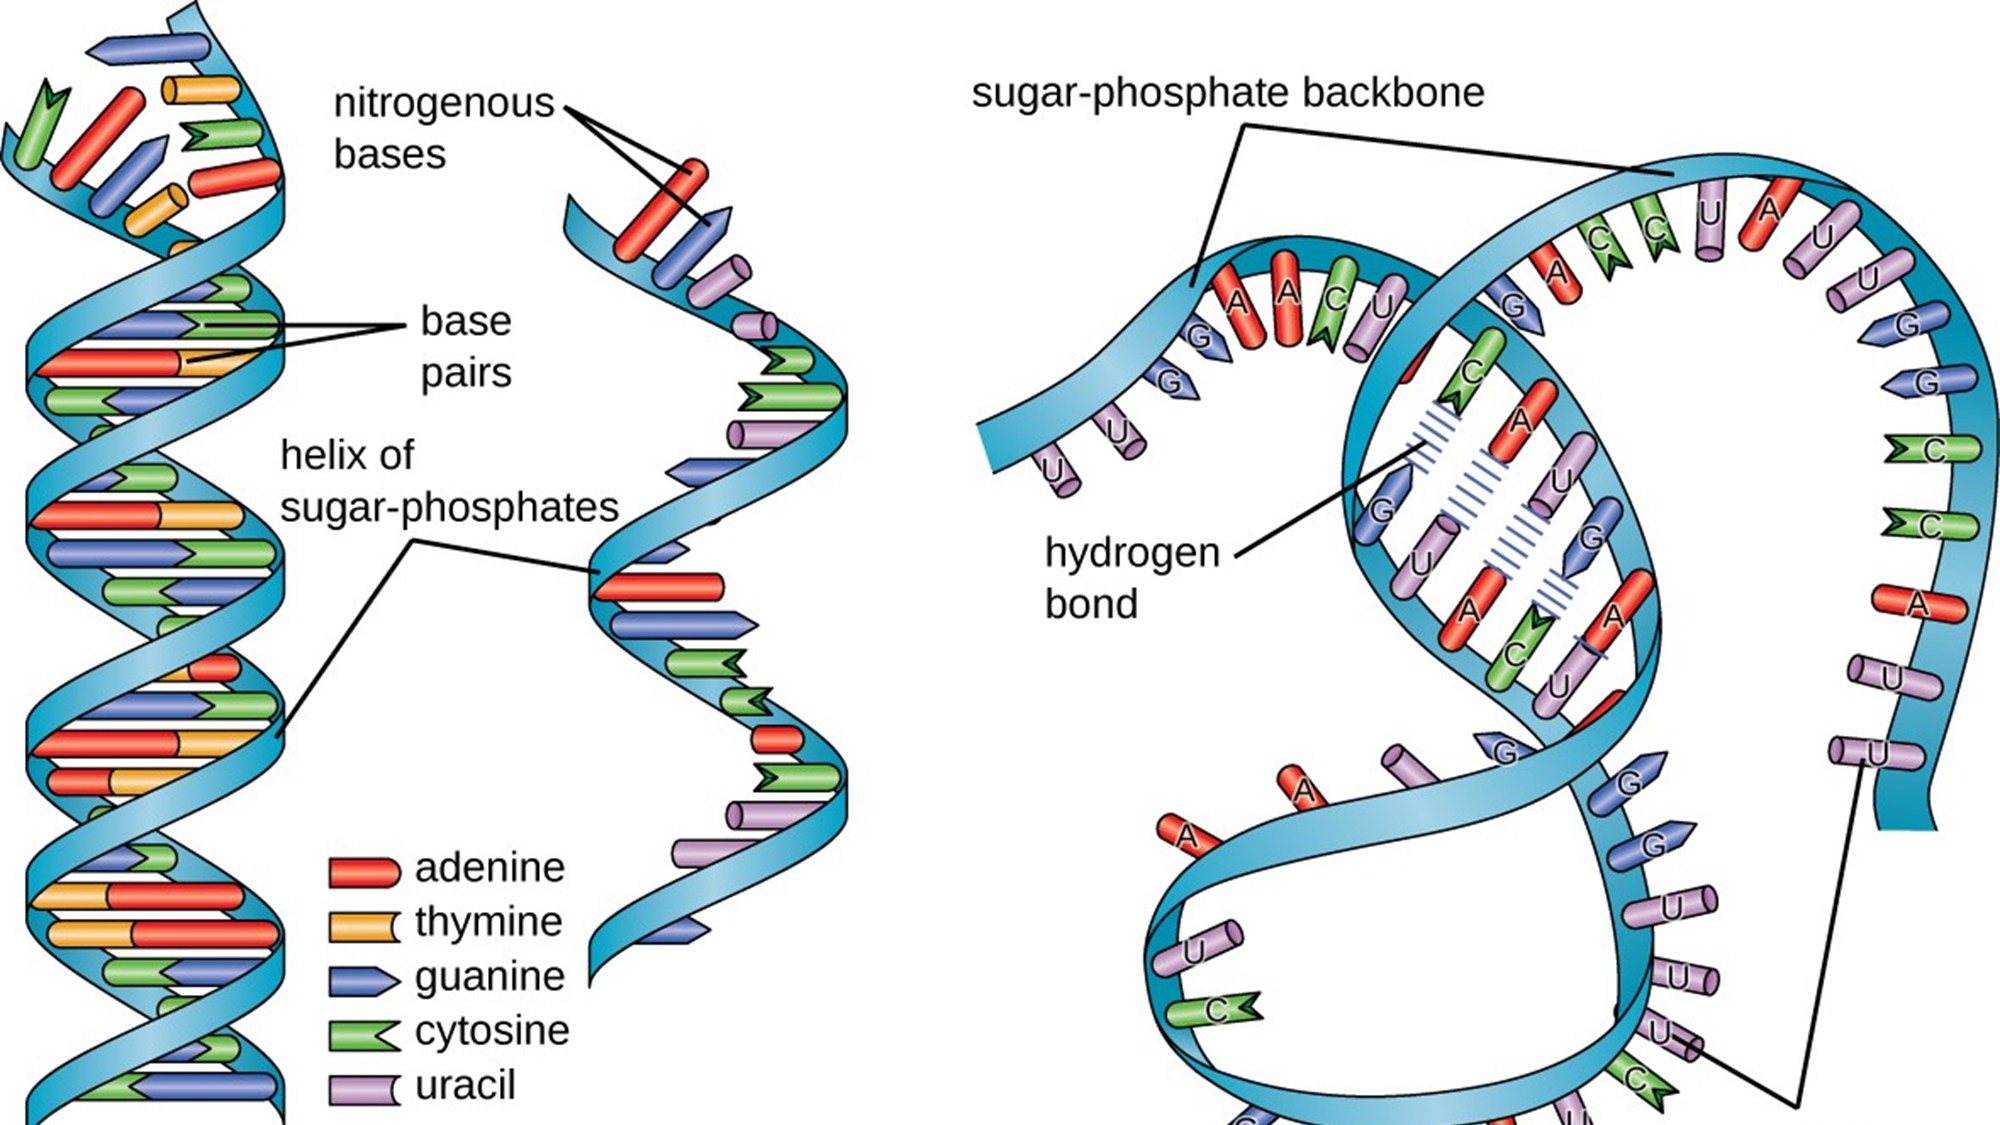 nitrogenous
bases
base
pairs
helix of
sugar-phosphates
adenine
thymine
guanine
cytosine
uracil
sugar-phosphate backbone
hydrogen
bond
U
U
G
G
A
A
C
U
G
A
C
C
U
A
U
U
G
G
C
C
A
U
U
C
A
U
G
A
G
U
A
C
U
G
A
A
U
C
G
G
U
U
U
C
U